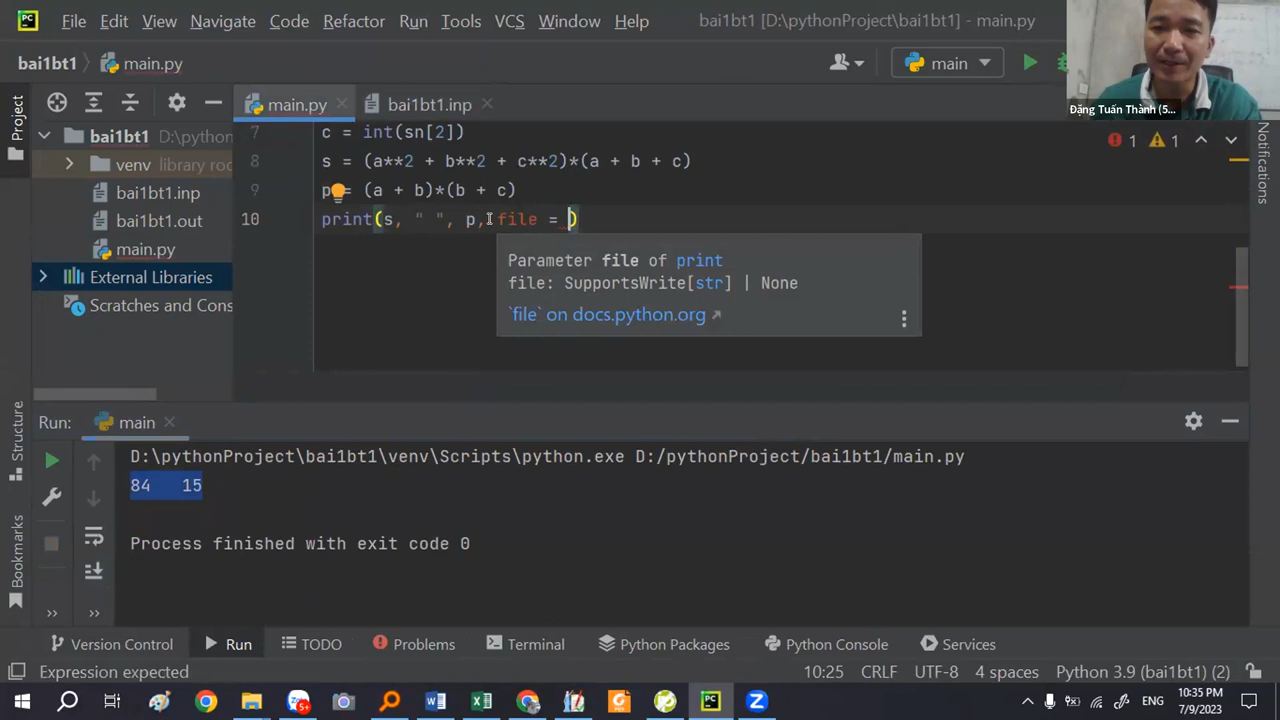 File Edit View Navigate Code Refactor Run Tools VCS Window Help bai1bt1 [D:\pythonProject\bai1bt1] - main.py
bai1bt1 main.py main
Project main.py bai1bt1.inp Notifications
bai1bt1 D:\python
venv library roo
bai1bt1.inp
bai1bt1.out
main.py
External Libraries
Scratches and Cons
Đặng Tuấn Thành (5...
1 1
7 c = int(sn[2])
8 s = (a**2 + b**2 + c**2)*(a + b + c)
9 p = (a + b)*(b + c)
10 print(s, " ", p, file = )
Parameter file of print
file: SupportsWrite[str] | None
`file` on docs.python.org
Structure
Bookmarks
Run: main
D:\pythonProject\bai1bt1\venv\Scripts\python.exe D:/pythonProject/bai1bt1/main.py
84 15
Process finished with exit code 0
Version Control Run TODO Problems Terminal Python Packages Python Console Services
Expression expected 10:25 CRLF UTF-8 4 spaces Python 3.9 (bai1bt1) (2)
5+ PC ENG 10:35 PM
7/9/2023